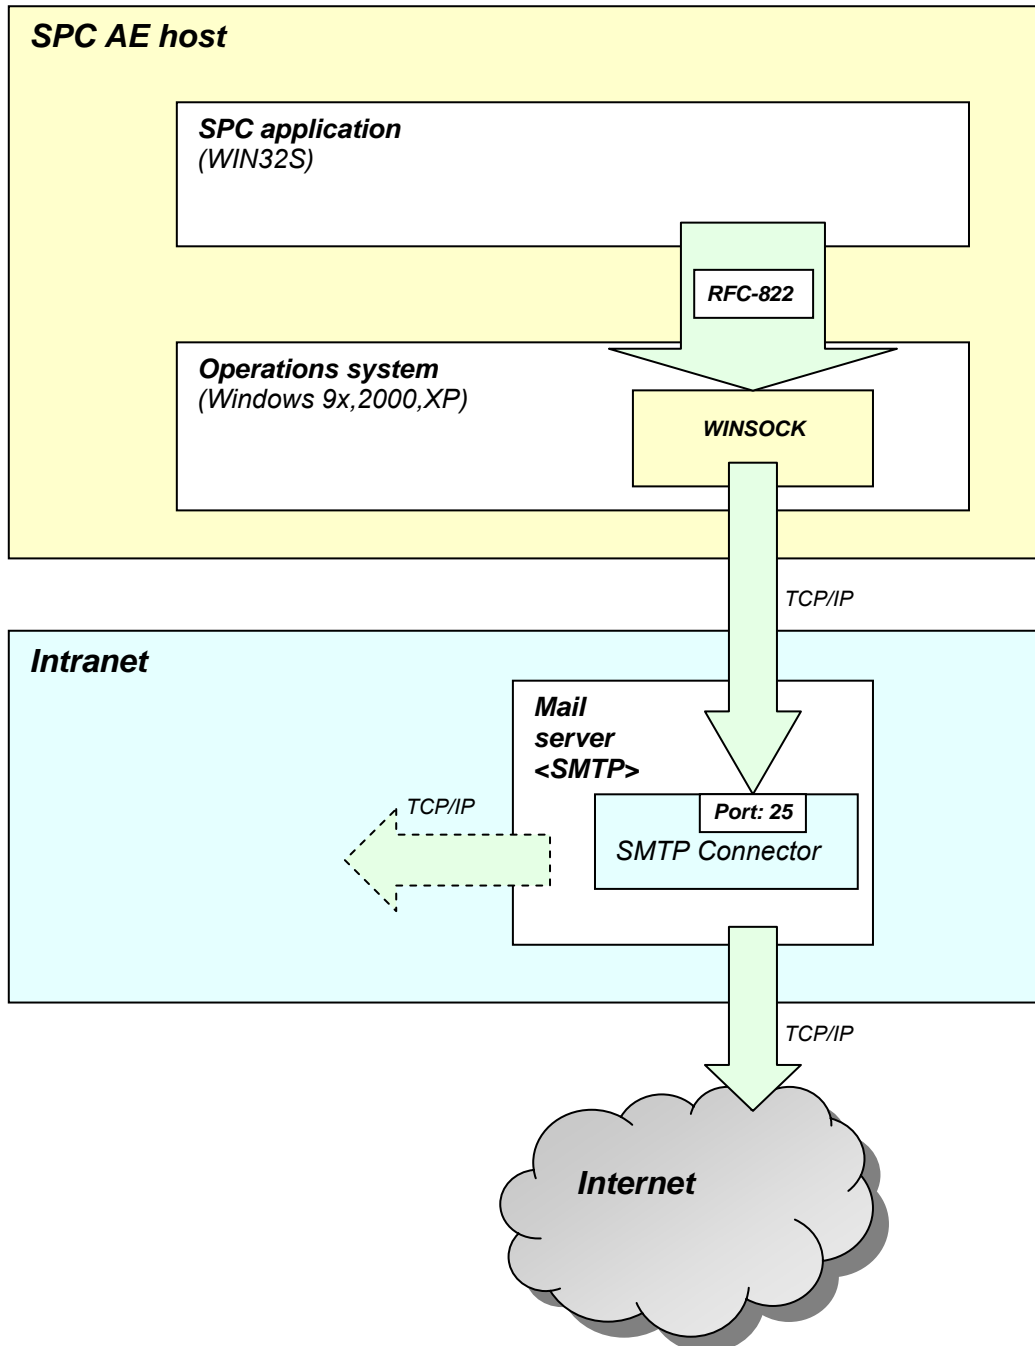 SPC AE host
SPC application
(WIN32S)
RFC-822
Operations system
(Windows 9x,2000,XP)
WINSOCK
TCP/IP
Intranet
Mail
server
<SMTP>
TCP/IP
Port: 25
SMTP Connector
TCP/IP
Internet